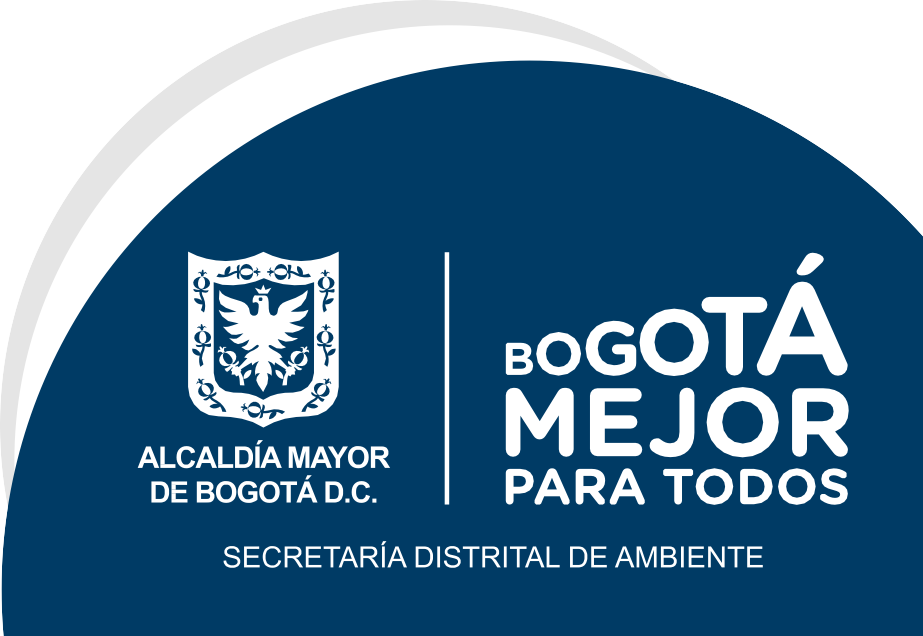 ALCALDÍA MAYOR
DE BOGOTÁ D.C.
BOGOTÁ
MEJOR
PARA TODOS
SECRETARÍA DISTRITAL DE AMBIENTE